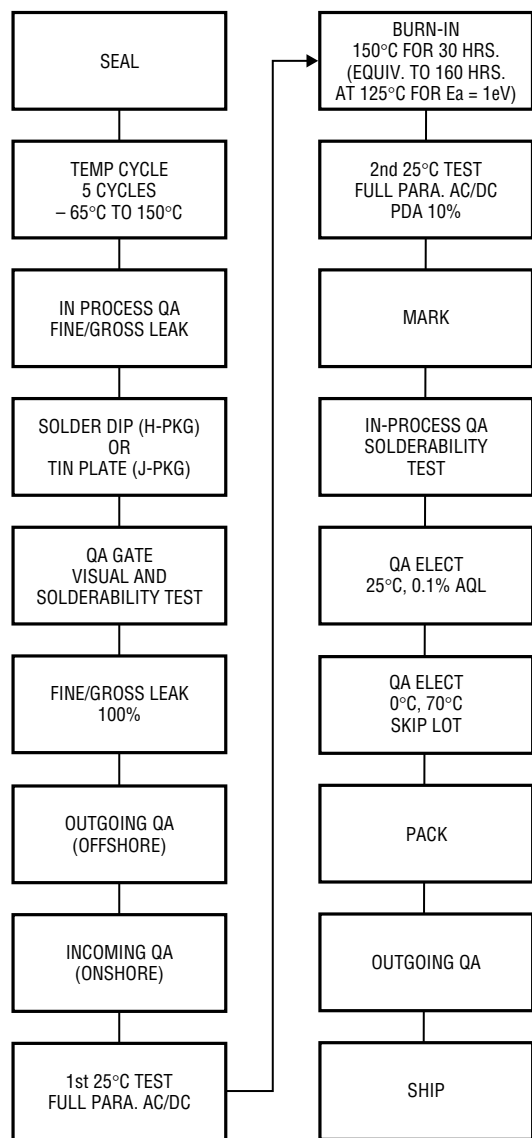 SEAL
TEMP CYCLE
5 CYCLES
– 65°C TO 150°C
IN PROCESS QA
FINE/GROSS LEAK
SOLDER DIP (H-PKG)
OR
TIN PLATE (J-PKG)
QA GATE
VISUAL AND
SOLDERABILITY TEST
FINE/GROSS LEAK
100%
OUTGOING QA
(OFFSHORE)
INCOMING QA
(ONSHORE)
1st 25°C TEST
FULL PARA. AC/DC
BURN-IN
150°C FOR 30 HRS.
(EQUIV. TO 160 HRS.
AT 125°C FOR Ea = 1eV)
2nd 25°C TEST
FULL PARA. AC/DC
PDA 10%
MARK
IN-PROCESS QA
SOLDERABILITY
TEST
QA ELECT
25°C, 0.1% AQL
QA ELECT
0°C, 70°C
SKIP LOT
PACK
OUTGOING QA
SHIP